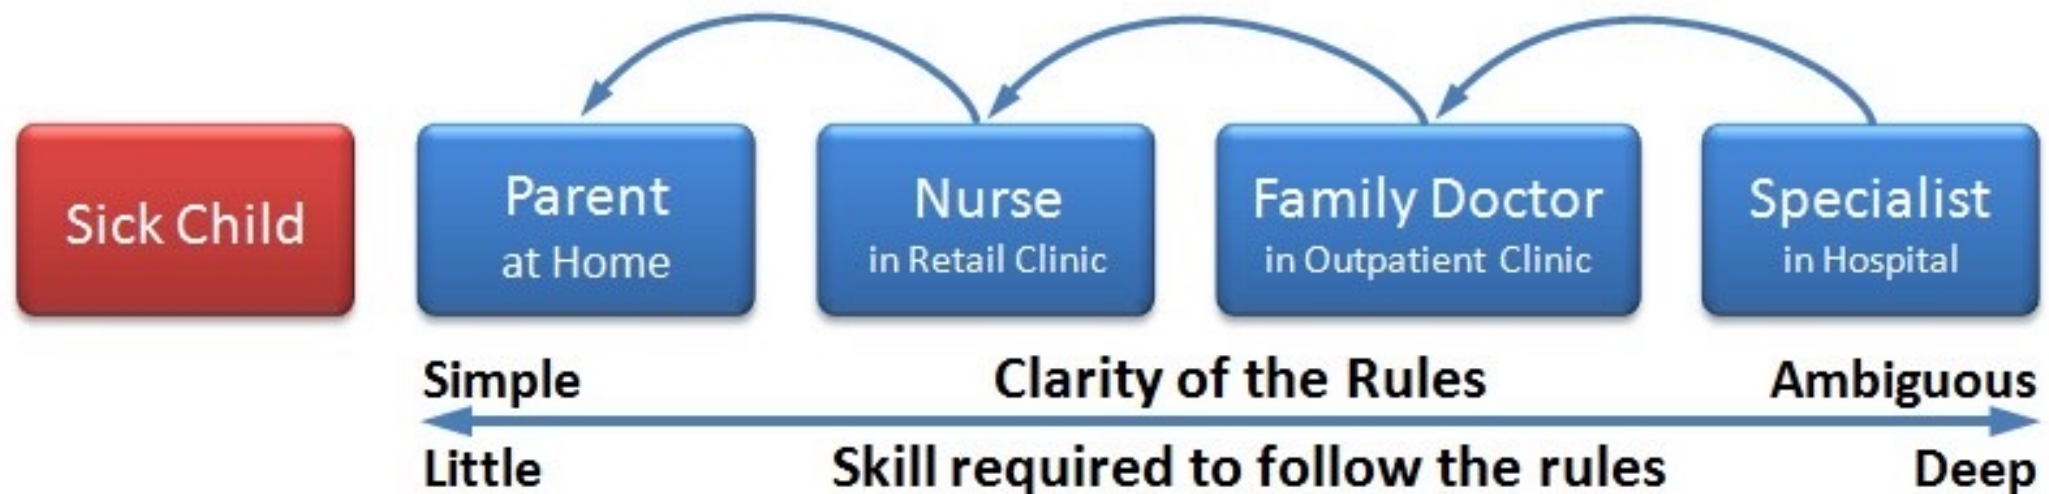 Sick Child
Parent
at Home
Nurse
in Retail Clinic
Family Doctor
in Outpatient Clinic
Specialist
in Hospital
Simple Clarity of the Rules Ambiguous
Little Skill required to follow the rules Deep